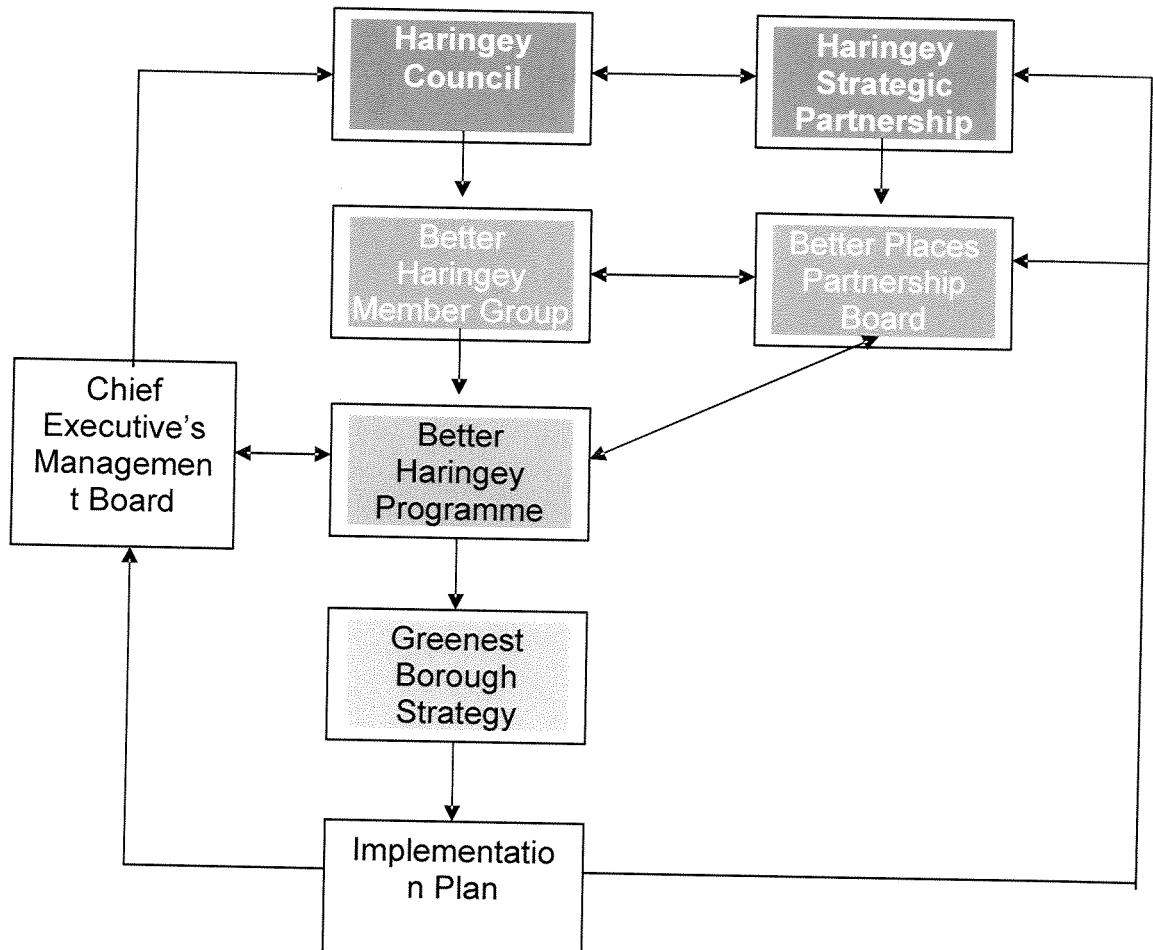 Haringey
Council
Haringey
Strategic
Partnership
Better
Haringey
Member Group
Better Places
Partnership
Board
Chief
Executive’s
Managemen
t Board
Better
Haringey
Programme
Greenest
Borough
Strategy
Implementatio
n Plan